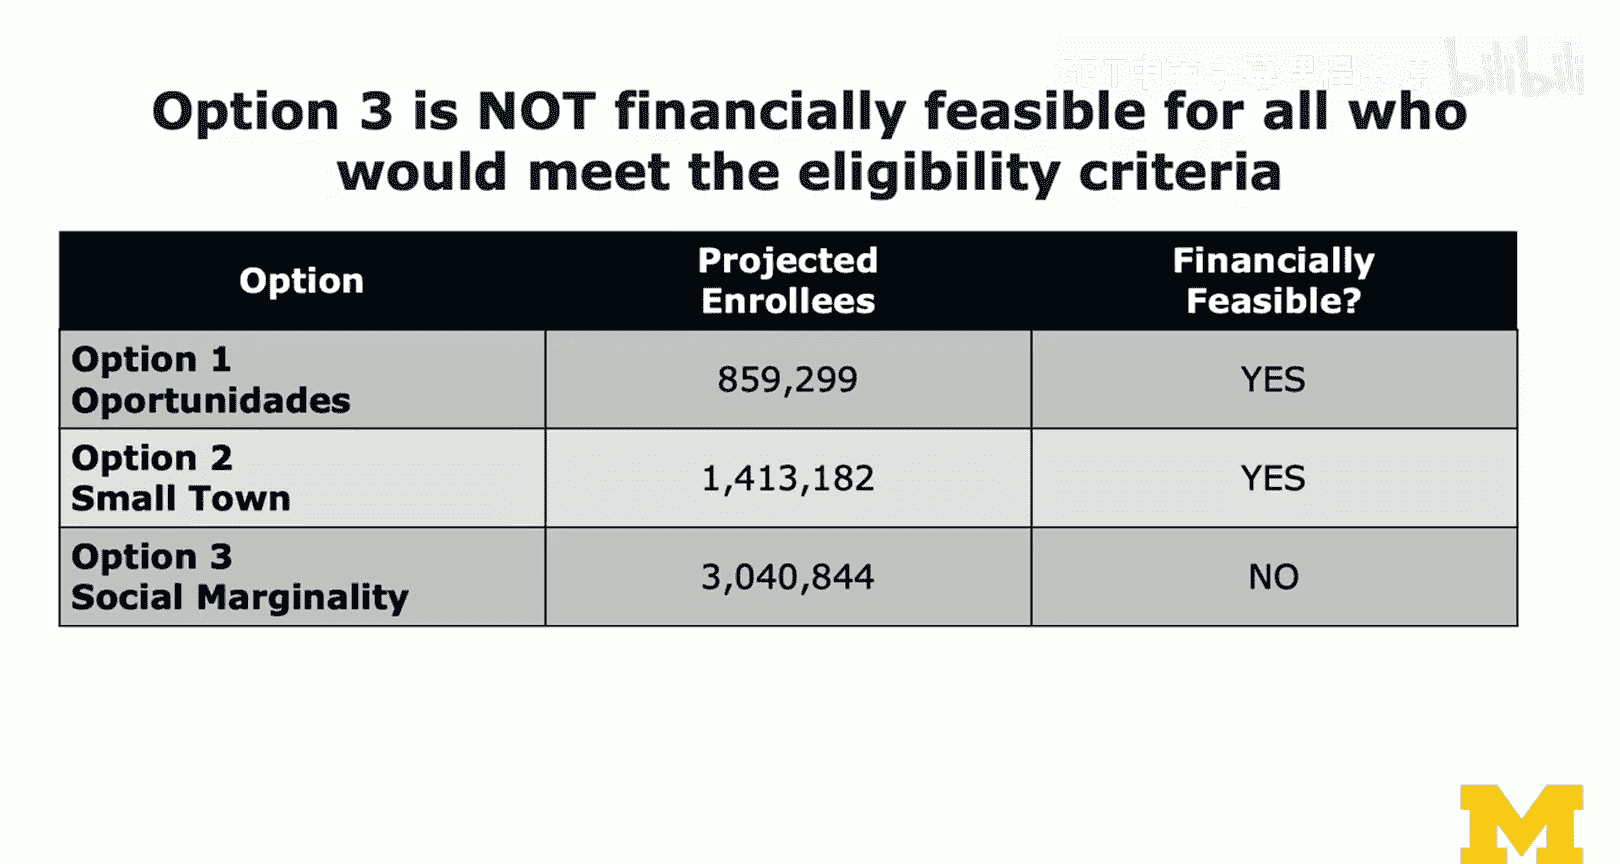 bilibili
Option 3 is NOT financially feasible for all who
would meet the eligibility criteria
Option
Projected
Enrollees
Financially
Feasible?
Option 1
Oportunidades
859,299
YES
Option 2
Small Town
1,413,182
YES
Option 3
Social Marginality
3,040,844
NO
M